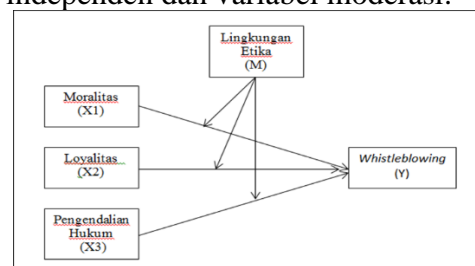 independen dan variabel moderasi.
Lingkungan
Etika
(M)
Moralitas
(X1)
Loyalitas
(X2)
Whistleblowing
(Y)
Pengendalian
Hukum
(X3)